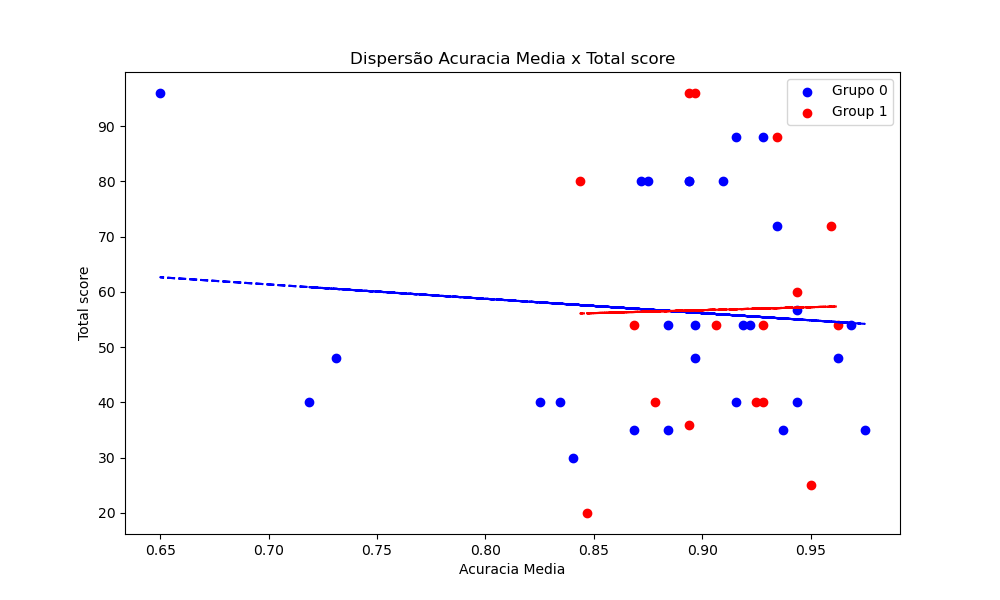 Dispersão Acuracia Media x Total score
Grupo 0
Group 1
90
80
70
60
50
40
30
20
Total score
0.65 0.70 0.75 0.80 0.85 0.90 0.95
Acuracia Media